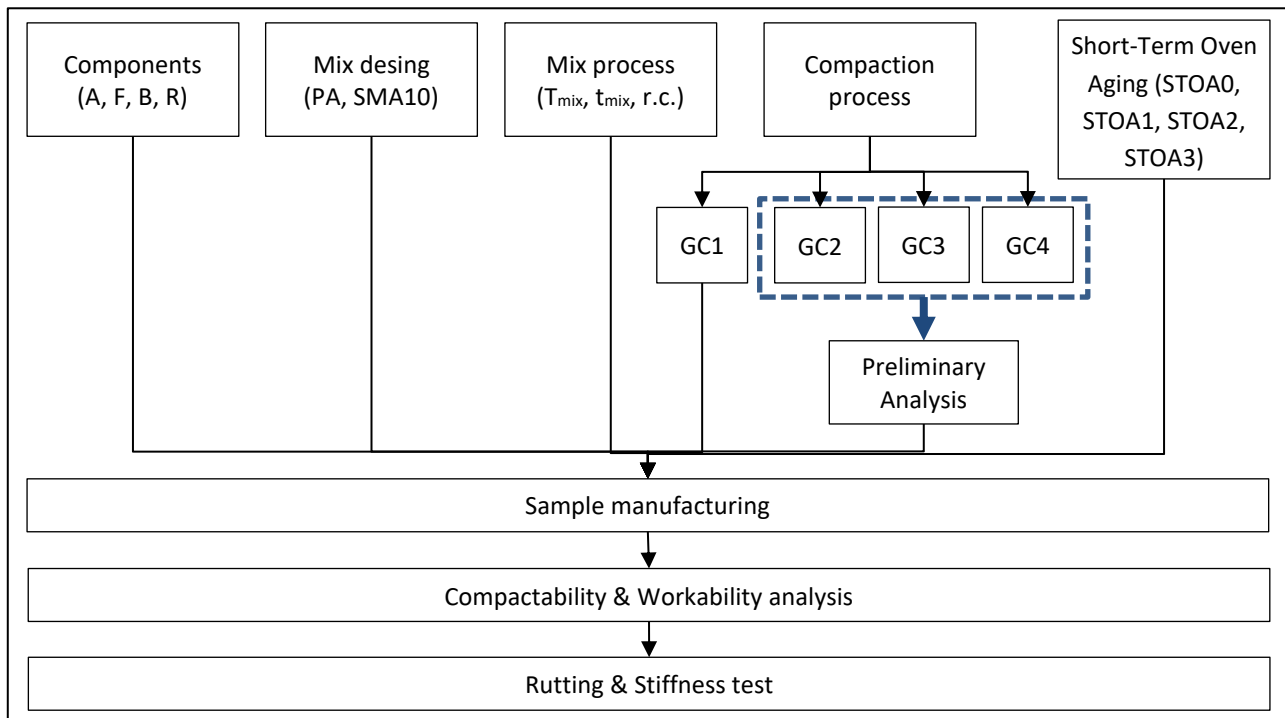 Components
(A, F, B, R)
Mix desing
(PA, SMA10)
Mix process
(Tmix, tmix, r.c.)
Compaction
process
Short-Term Oven
Aging (STOA0,
STOA1, STOA2,
STOA3)
GC1
GC2
GC3
GC4
Preliminary
Analysis
Sample manufacturing
Compactability & Workability analysis
Rutting & Stiffness test